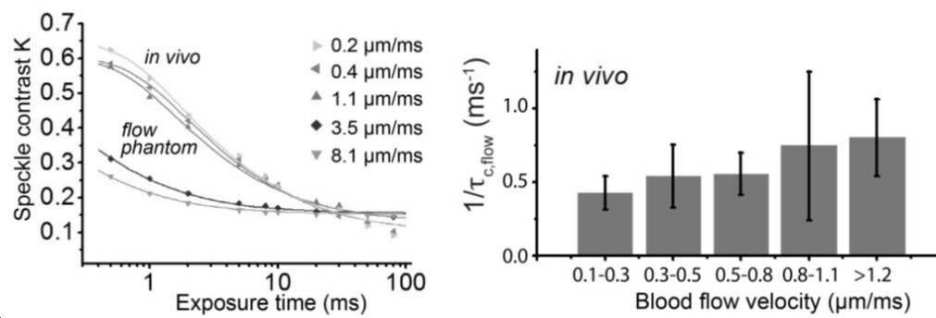 0.7
0.6
0.5
0.4
0.3
0.2
0.1
Speckle contrast K
in vivo
flow
phantom
0.2 µm/ms
0.4 µm/ms
1.1 µm/ms
3.5 µm/ms
8.1 µm/ms
1 10 100
Exposure time (ms)
1/τc,flow (ms-1)
in vivo
1.0
0.5
0.0
0.1-0.3 0.3-0.5 0.5-0.8 0.8-1.1 >1.2
Blood flow velocity (µm/ms)